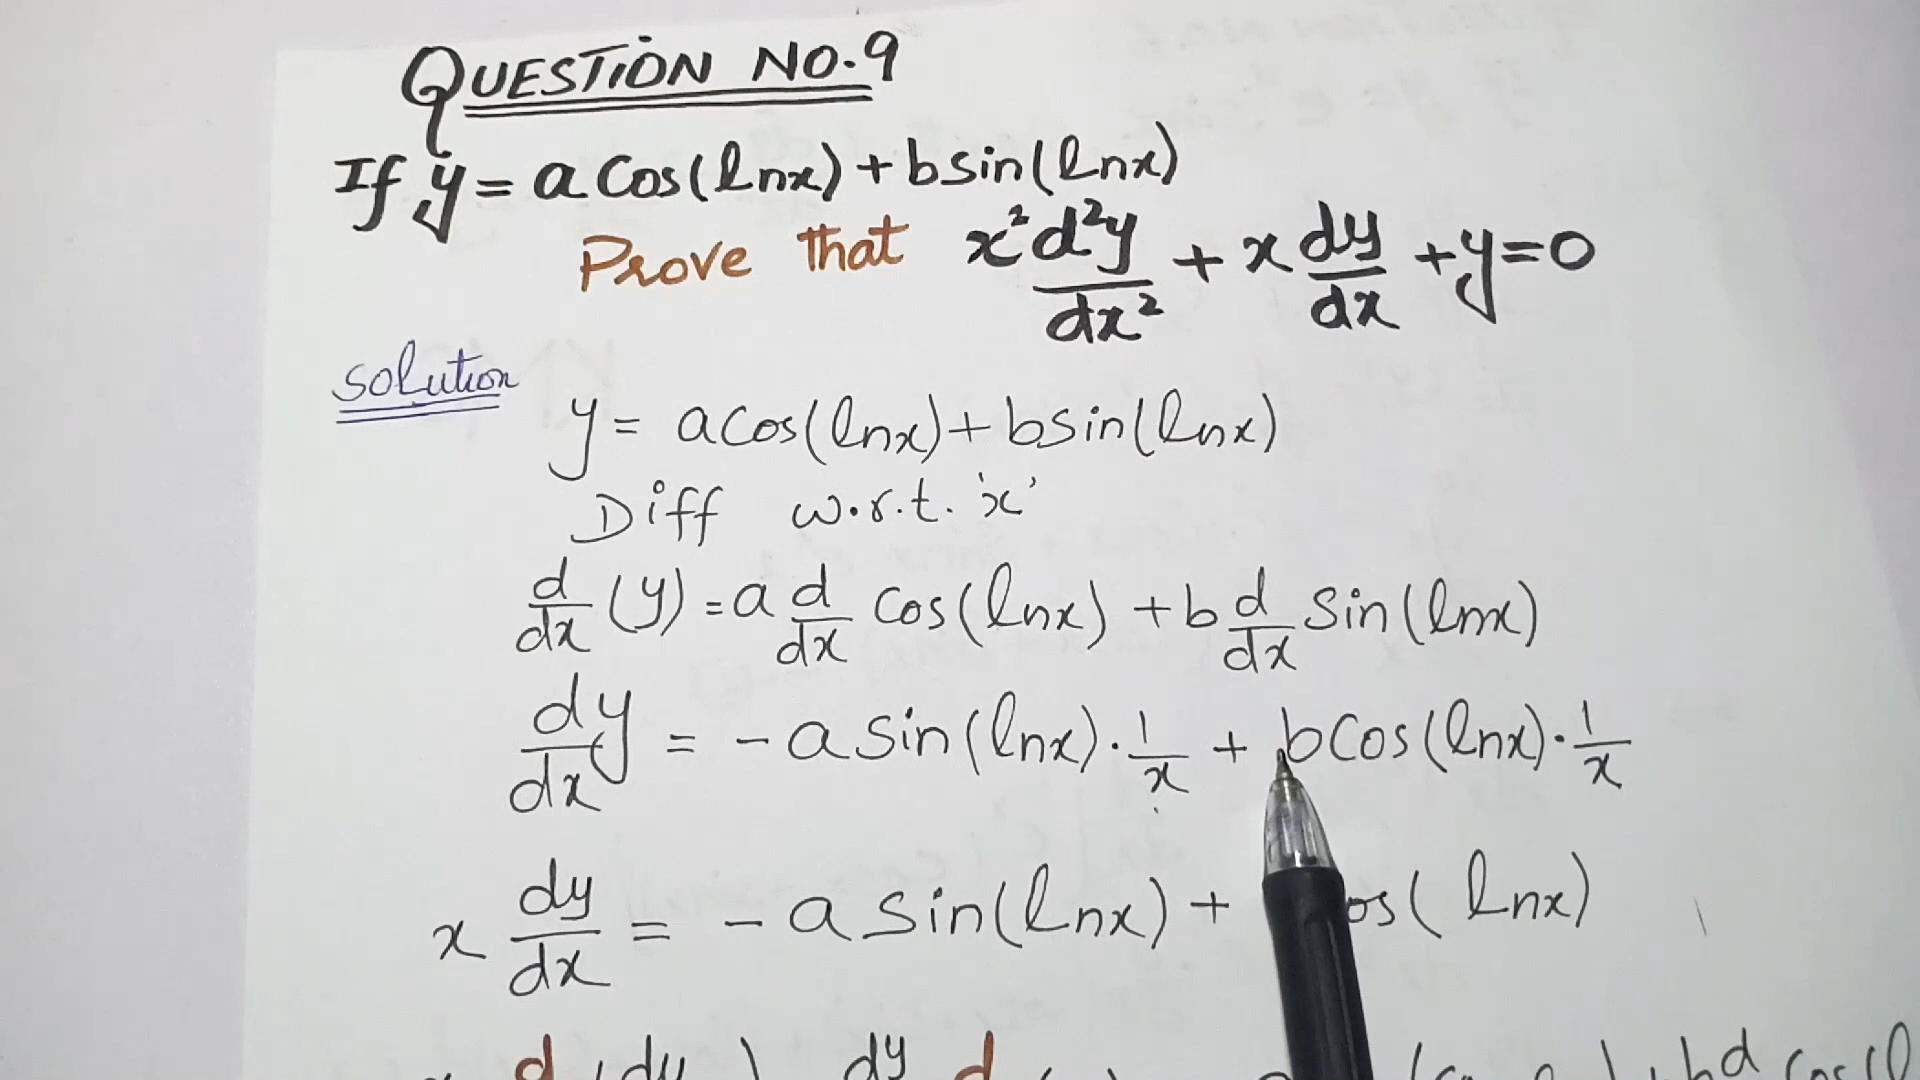 QUESTION NO.9
If y = a cos(lnx) + b sin(lnx)
Prove that x² d²y/dx² + x dy/dx + y = 0
Solution
y = a cos(lnx) + b sin(lnx)
Diff w.r.t. 'x'
d/dx (y) = a d/dx cos(lnx) + b d/dx sin(lnx)
dy/dx = - a sin(lnx) · 1/x + b cos(lnx) · 1/x
x dy/dx = - a sin(lnx) + os(lnx)